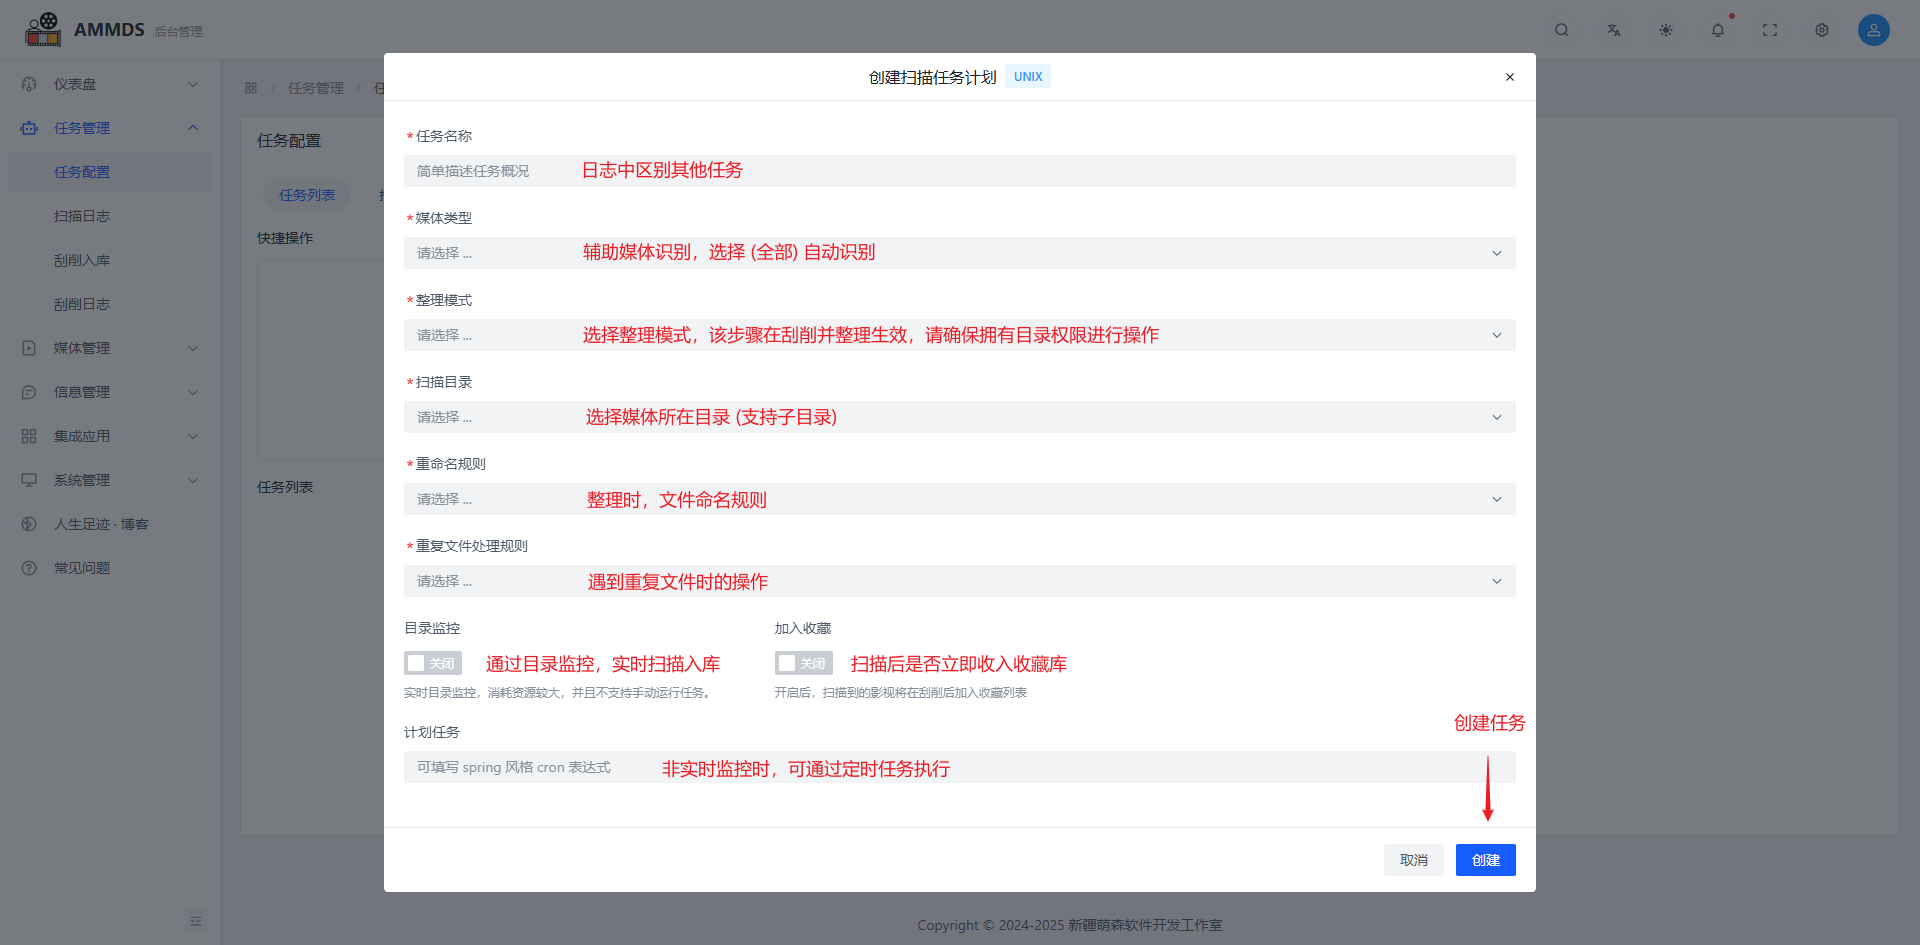 AMMDS 后台管理
仪表盘
任务管理
任务配置
扫描日志
刮削入库
刮削日志
媒体管理
信息管理
集成应用
系统管理
人生足迹 · 博客
常见问题
/ 任务管理 /
任务配置
任务列表
快捷操作
任务列表
创建扫描任务计划 UNIX
*任务名称
简单描述任务概况 日志中区别其他任务
*媒体类型
请选择 ... 辅助媒体识别，选择 (全部) 自动识别
*整理模式
请选择 ... 选择整理模式，该步骤在刮削并整理生效，请确保拥有目录权限进行操作
*扫描目录
请选择 ... 选择媒体所在目录 (支持子目录)
*重命名规则
请选择 ... 整理时，文件命名规则
*重复文件处理规则
请选择 ... 遇到重复文件时的操作
目录监控 加入收藏
关闭 通过目录监控，实时扫描入库 关闭 扫描后是否立即收入收藏库
实时目录监控，消耗资源较大，并且不支持手动运行任务。 开启后，扫描到的影视将在刮削后加入收藏列表
创建任务
计划任务
可填写 spring 风格 cron 表达式 非实时监控时，可通过定时任务执行
取消 创建
Copyright © 2024-2025 新疆萌森软件开发工作室